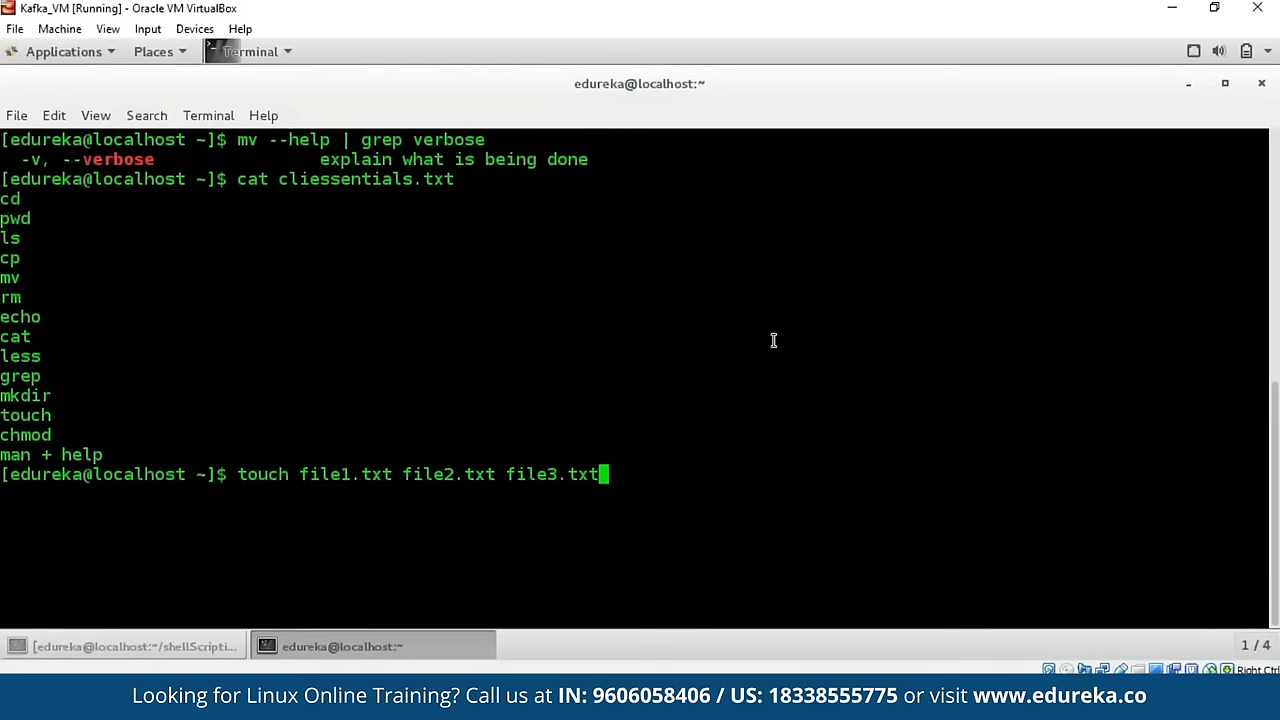 Kafka_VM [Running] - Oracle VM VirtualBox
File Machine View Input Devices Help
Applications Places Terminal
edureka@localhost:~
File Edit View Search Terminal Help
[edureka@localhost ~]$ mv --help | grep verbose
-v, --verbose explain what is being done
[edureka@localhost ~]$ cat cliessentials.txt
cd
pwd
ls
cp
mv
rm
echo
cat
less
grep
mkdir
touch
chmod
man + help
[edureka@localhost ~]$ touch file1.txt file2.txt file3.txt
[edureka@localhost:~/shellScripti... edureka@localhost:~ 1 / 4
Right Ctrl
Looking for Linux Online Training? Call us at IN: 9606058406 / US: 18338555775 or visit www.edureka.co